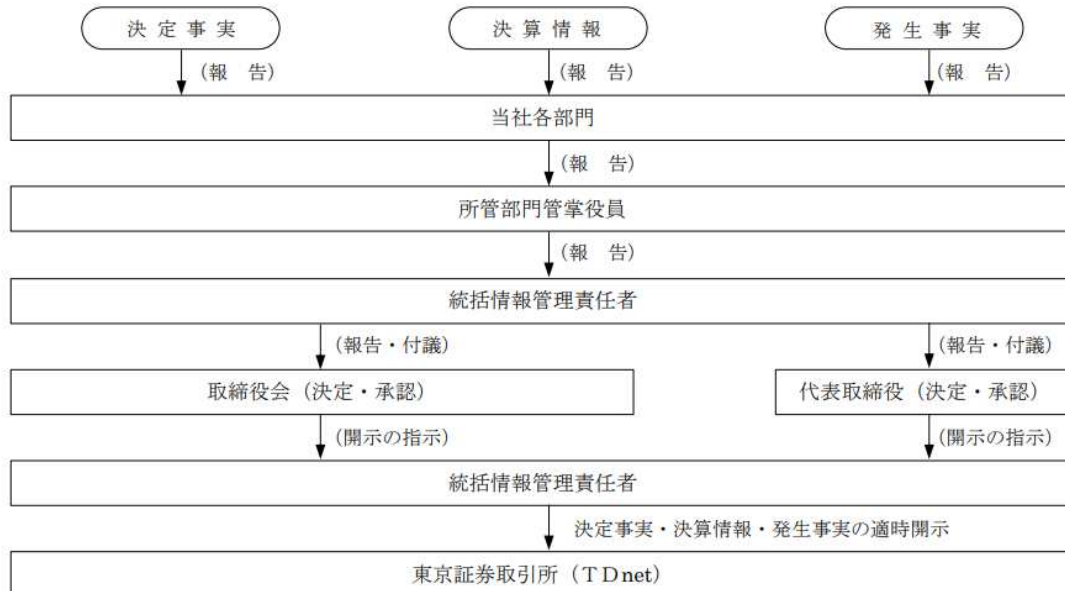 決定事実 決算情報 発生事実
(報 告) (報 告) (報 告)
当社各部門
(報 告)
所管部門管掌役員
(報 告)
統括情報管理責任者
(報告・付議) (報告・付議)
取締役会(決定・承認) 代表取締役(決定・承認)
(開示の指示) (開示の指示)
統括情報管理責任者
決定事実・決算情報・発生事実の適時開示
東京証券取引所(TDnet)